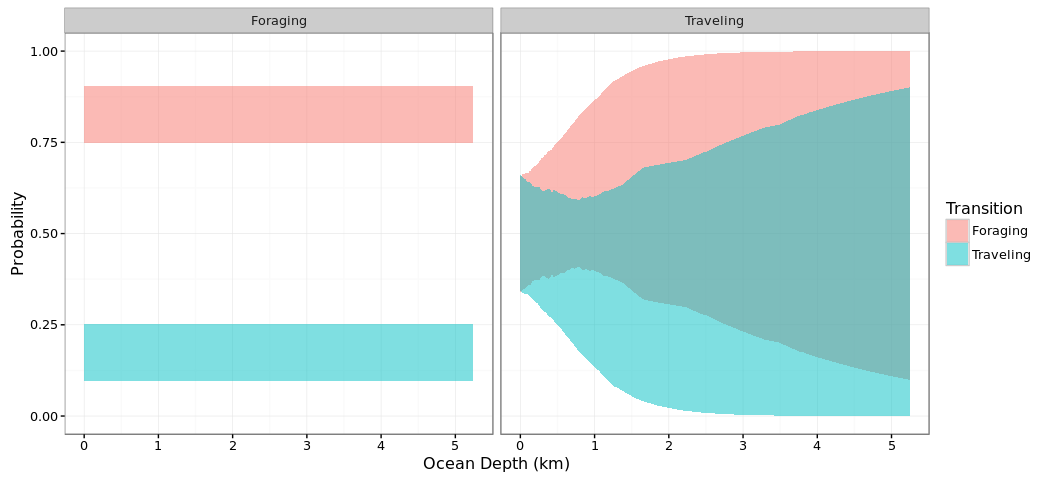 Foraging
Traveling
1.00
0.75
0.50
0.25
0.00
Probability
0 1 2 3 4 5
0 1 2 3 4 5
Ocean Depth (km)
Transition
Foraging
Traveling